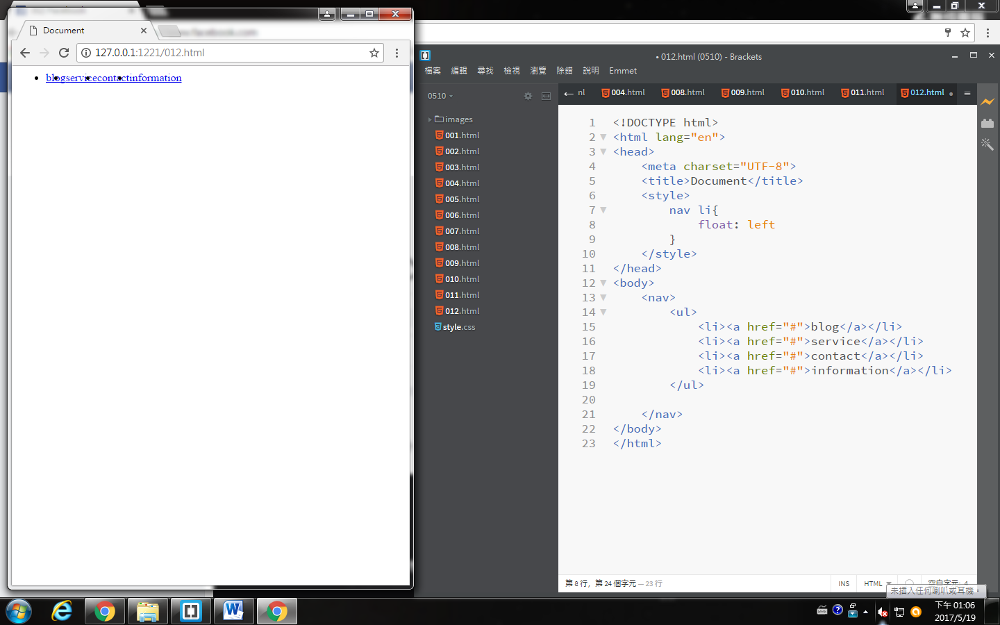 Document
127.0.0.1:1221/012.html
blogservicecontactinformation
• 012.html (0510) - Brackets
檔案 編輯 尋找 檢視 瀏覽 除錯 說明 Emmet
0510
images
001.html
002.html
003.html
004.html
005.html
006.html
007.html
008.html
009.html
010.html
011.html
012.html
style.css
nl 004.html 008.html 009.html 010.html 011.html 012.html
1 <!DOCTYPE html>
2 <html lang="en">
3 <head>
4 <meta charset="UTF-8">
5 <title>Document</title>
6 <style>
7 nav li{
8 float: left
9 }
10 </style>
11 </head>
12 <body>
13 <nav>
14 <ul>
15 <li><a href="#">blog</a></li>
16 <li><a href="#">service</a></li>
17 <li><a href="#">contact</a></li>
18 <li><a href="#">information</a></li>
19 </ul>
20
21 </nav>
22 </body>
23 </html>
第 8 行，第 24 個字元 — 23 行
INS HTML 空白字元: 4
未插入任何喇叭或耳機。
下午 01:06
2017/5/19